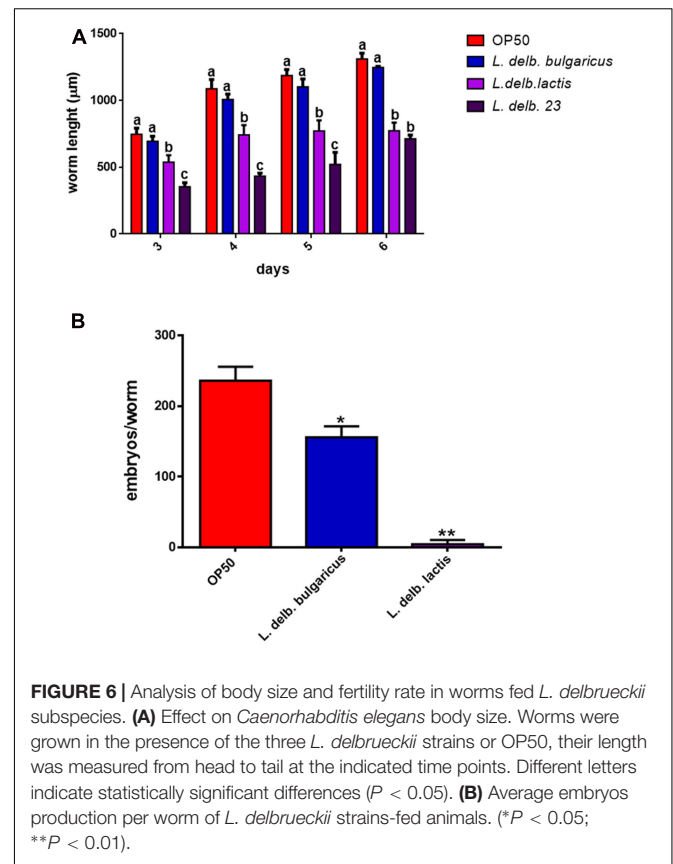 A
1500
1000
500
0
worm lenght (µm)
a a b c
a a b c
a a b c
a a b b
3 4 5 6
days
OP50
L. delb. bulgaricus
L.delb.lactis
L. delb. 23
B
300
200
100
0
embryos/worm
*
**
OP50
L. delb. bulgaricus
L. delb. lactis
FIGURE 6 | Analysis of body size and fertility rate in worms fed L. delbrueckii
subspecies. (A) Effect on Caenorhabditis elegans body size. Worms were
grown in the presence of the three L. delbrueckii strains or OP50, their length
was measured from head to tail at the indicated time points. Different letters
indicate statistically significant differences (P < 0.05). (B) Average embryos
production per worm of L. delbrueckii strains-fed animals. (*P < 0.05;
**P < 0.01).